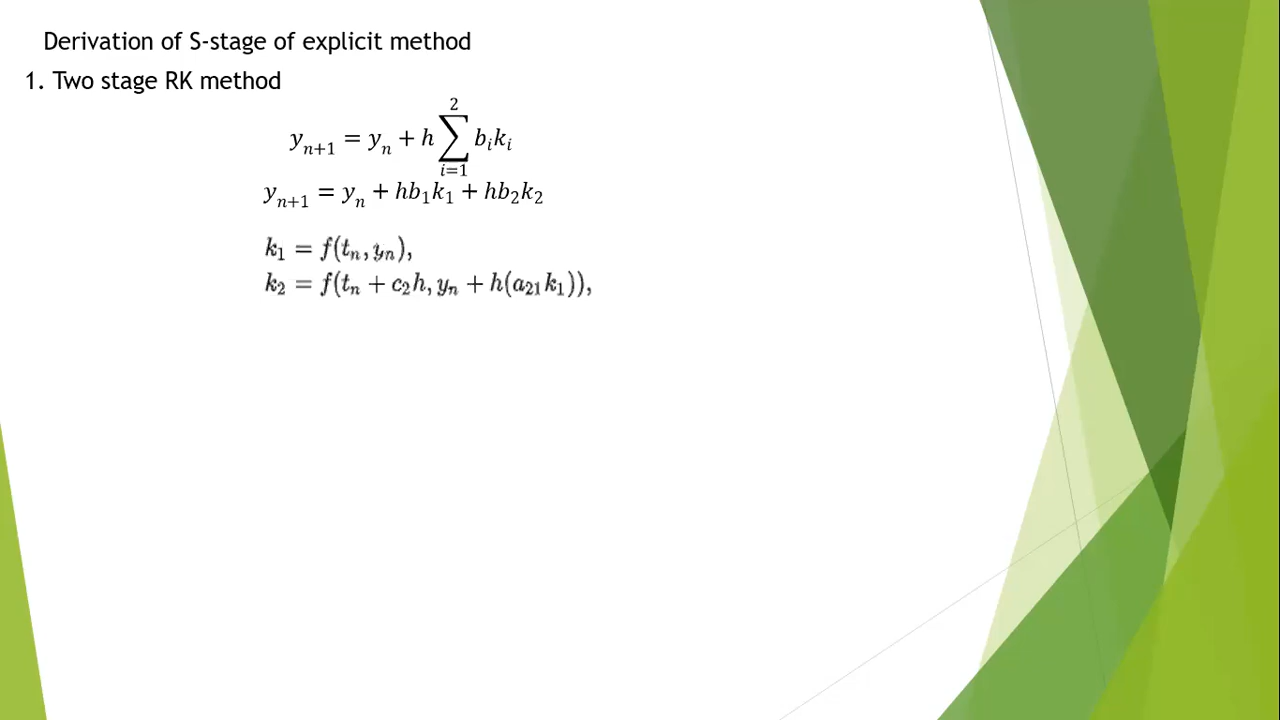 Derivation of S-stage of explicit method
1. Two stage RK method
$y_{n+1} = y_n + h \sum_{i=1}^{2} b_i k_i$
$y_{n+1} = y_n + hb_1k_1 + hb_2k_2$
$k_1 = f(t_n, y_n),$
$k_2 = f(t_n + c_2h, y_n + h(a_{21}k_1)),$